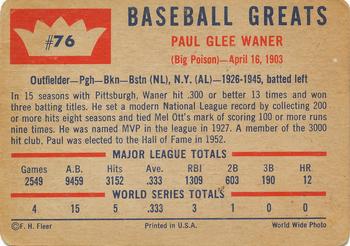 #76
BASEBALL GREATS
PAUL GLEE WANER
(Big Poison)—April 16, 1903
Outfielder—Pgh—Bkn—Bstn (NL), N.Y. (AL)—1926-1945, batted left
In 15 seasons with Pittsburgh, Waner hit .300 or better 13 times and won
three batting titles. He set a modern National League record by collecting 200
or more hits eight seasons and tied Mel Ott's mark of scoring 100 or more runs
nine times. He was named MVP in the league in 1927. A member of the 3000
hit club, Paul was elected to the Hall of Fame in 1952.
MAJOR LEAGUE TOTALS
Games A.B. Hits Pct. RBI 2B 3B HR
2549 9459 3152 .333 1309 603 190 12
WORLD SERIES TOTALS
4 15 5 .333 3 1 0 0
©F. H. Fleer Printed in U.S.A. World Wide Photo